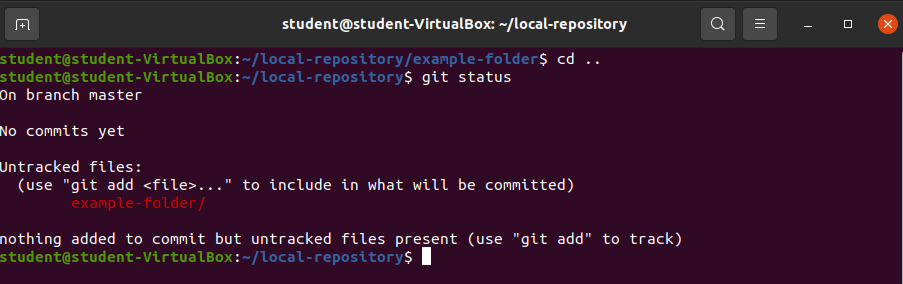 student@student-VirtualBox: ~/local-repository
student@student-VirtualBox:~/local-repository/example-folder$ cd ..
student@student-VirtualBox:~/local-repository$ git status
On branch master
No commits yet
Untracked files:
  (use "git add <file>..." to include in what will be committed)
        example-folder/
nothing added to commit but untracked files present (use "git add" to track)
student@student-VirtualBox:~/local-repository$